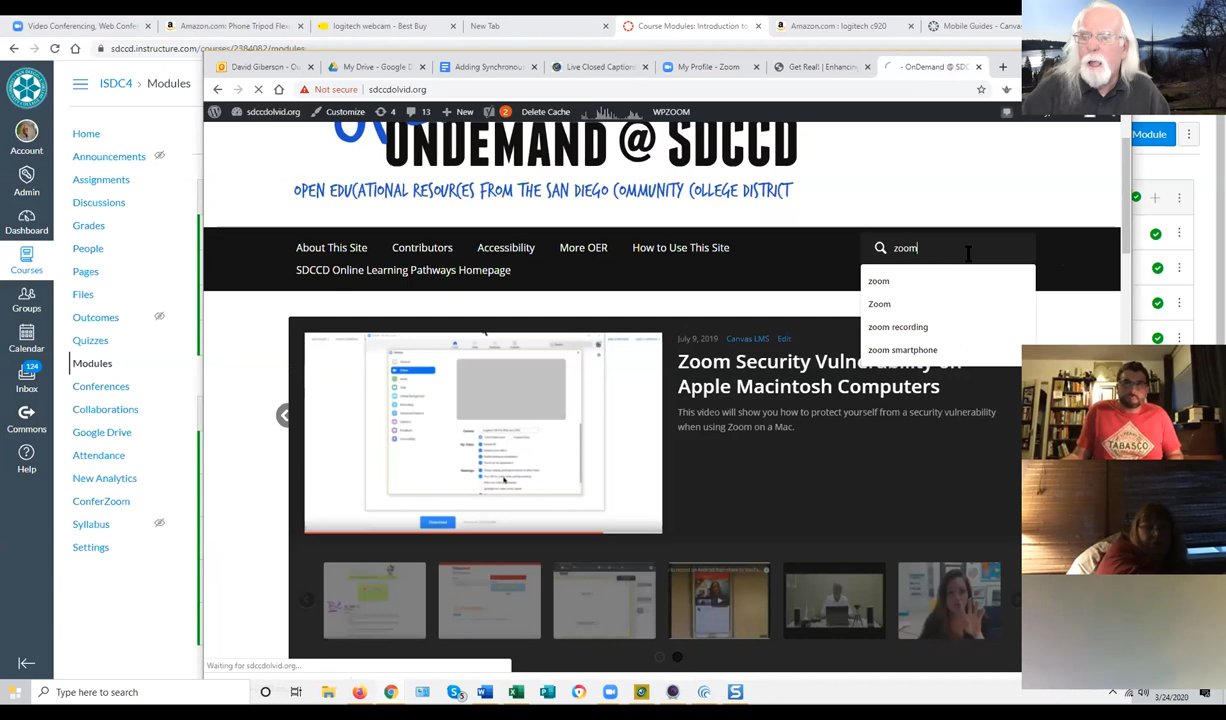 Video Conferencing, Web Confe
Amazon.com: Phone Tripod Flex
logitech webcam - Best Buy
New Tab
Course Modules: Introduction to
Amazon.com : logitech c920
Mobile Guides - Canvas
sdccd.instructure.com/courses/2384082/modules
David Giberson - Ou
My Drive - Google D
Adding Synchronou
Live Closed Caption
My Profile - Zoom
Get Real! | Enhancing
- OnDemand @ SDC
Not secure
sdccdolvid.org
sdccdolvid.org
Customize
4
13
New
2
Delete Cache
WPZOOM
ISDC4
Modules
Module
Account
Admin
Dashboard
Courses
Groups
Calendar
124
Inbox
Commons
Help
Home
Announcements
Assignments
Discussions
Grades
People
Pages
Files
Outcomes
Quizzes
Modules
Conferences
Collaborations
Google Drive
Attendance
New Analytics
ConferZoom
Syllabus
Settings
ONDEMAND @ SDCCD
OPEN EDUCATIONAL RESOURCES FROM THE SAN DIEGO COMMUNITY COLLEGE DISTRICT
About This Site
Contributors
Accessibility
More OER
How to Use This Site
SDCCD Online Learning Pathways Homepage
zoom
zoom
Zoom
zoom recording
zoom smartphone
July 9, 2019
Canvas LMS
Edit
Zoom Security Vulnerability on
Apple Macintosh Computers
This video will show you how to protect yourself from a security vulnerability
when using Zoom on a Mac.
TABASCO
Waiting for sdccdolvid.org...
Type here to search
5
3/24/2020